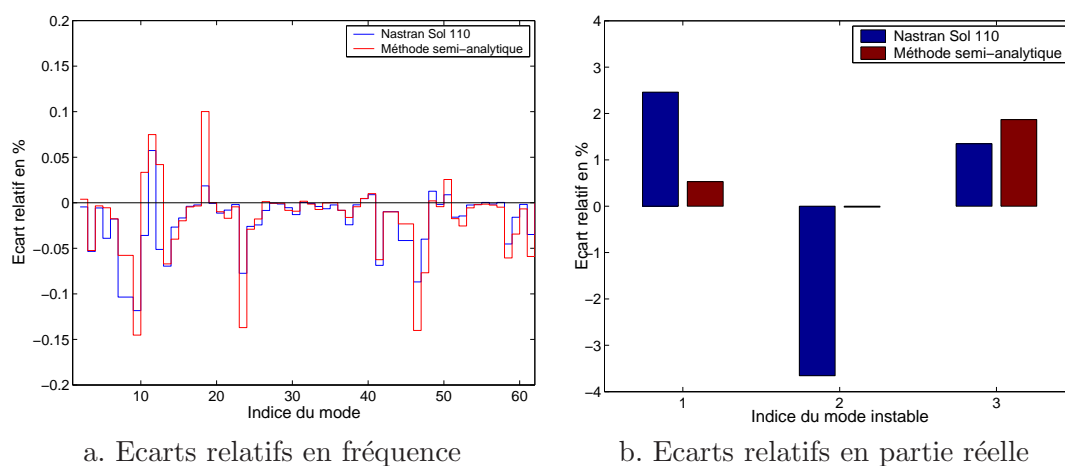 0.2
0.15
0.1
0.05
0
−0.05
−0.1
−0.15
−0.2
Ecart relatif en %
Nastran Sol 110
Méthode semi−analytique
10 20 30 40 50 60
Indice du mode
a. Ecarts relatifs en fréquence
4
3
2
1
0
−1
−2
−3
−4
Ecart relatif en %
Nastran Sol 110
Méthode semi−analytique
1 2 3
Indice du mode instable
b. Ecarts relatifs en partie réelle